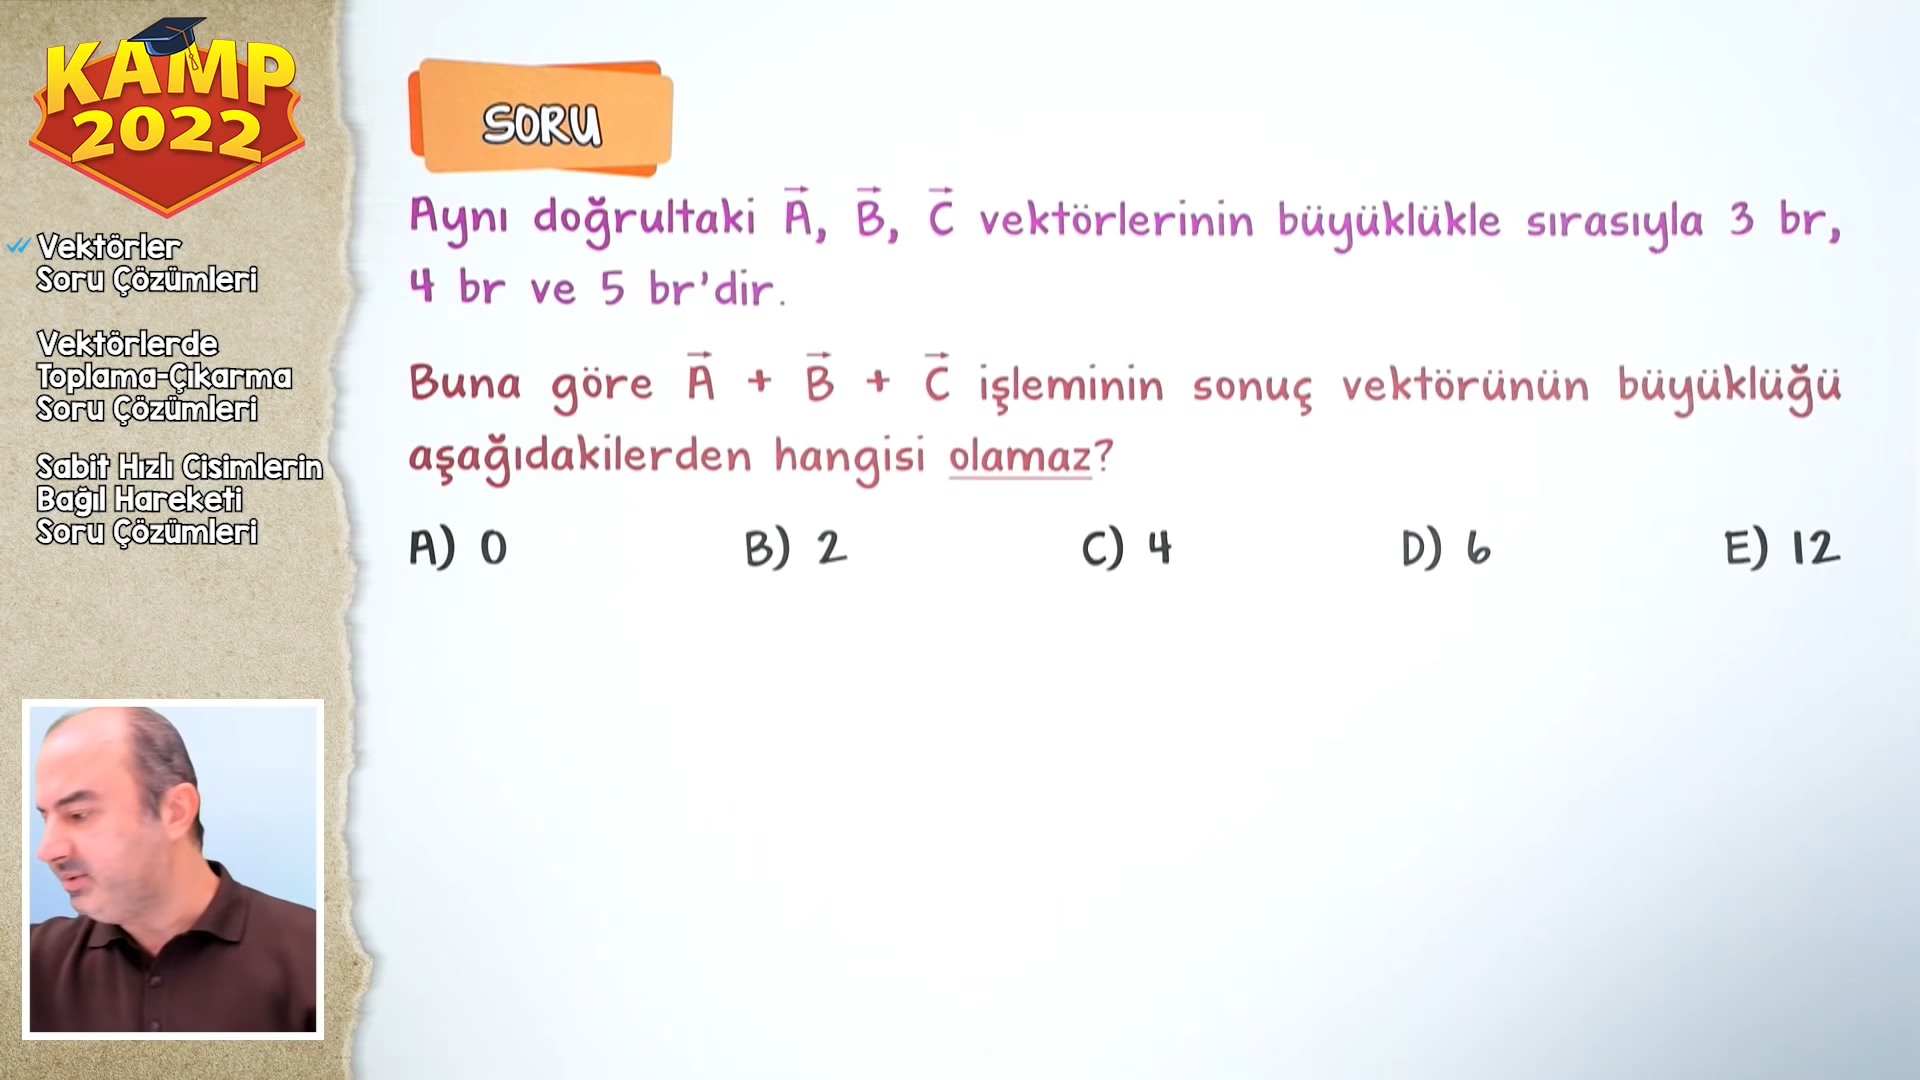 KAMP
2022
Vektörler
Soru Çözümleri
Vektörlerde
Toplama-Çıkarma
Soru Çözümleri
Sabit Hızlı Cisimlerin
Bağıl Hareketi
Soru Çözümleri
SORU
Aynı doğrultaki A⃗, B⃗, C⃗ vektörlerinin büyüklükle sırasıyla 3 br,
4 br ve 5 br'dir.
Buna göre A⃗ + B⃗ + C⃗ işleminin sonuç vektörünün büyüklüğü
aşağıdakilerden hangisi olamaz?
A) 0 B) 2 C) 4 D) 6 E) 12